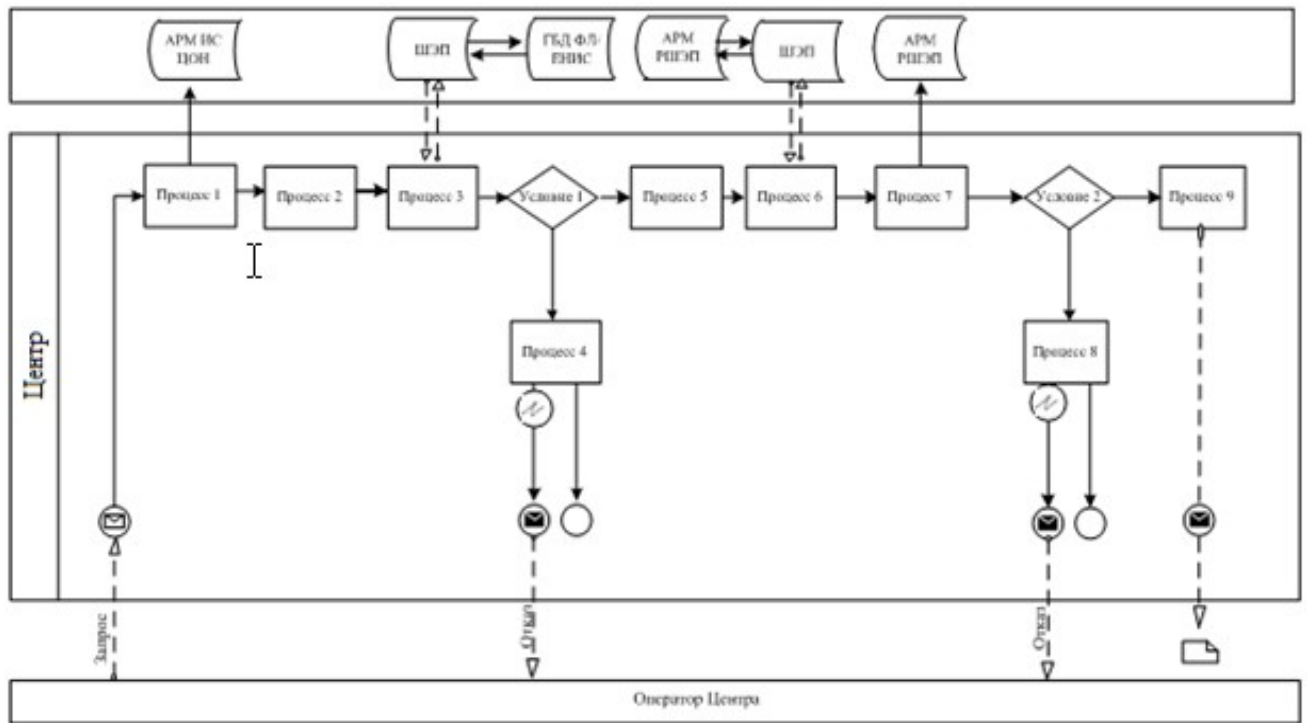 АРМ ИС
ЦОН
ШЭП
ГБД ФЛ/
ЕНИС
АРМ
РШЭП
ШЭП
АРМ
РШЭП
Центр
Процесс 1
Процесс 2
Процесс 3
Условие 1
Процесс 5
Процесс 6
Процесс 7
Условие 2
Процесс 9
Процесс 4
Процесс 8
Запрос
Отказ
Отказ
Оператор Центра